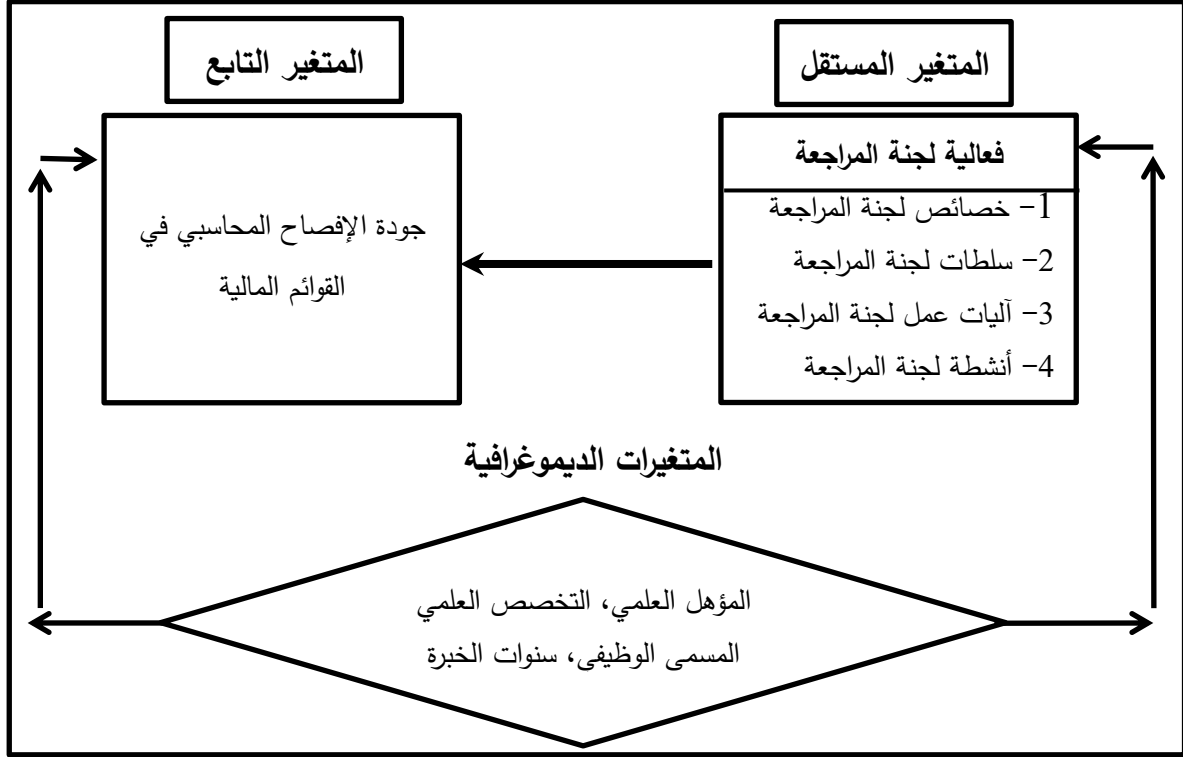 المتغير المستقل
فعالية لجنة المراجعة
1- خصائص لجنة المراجعة
2- سلطات لجنة المراجعة
3- آليات عمل لجنة المراجعة
4- أنشطة لجنة المراجعة
المتغير التابع
جودة الإفصاح المحاسبي في
القوائم المالية
المتغيرات الديموغرافية
المؤهل العلمي، التخصص العلمي
المسمى الوظيفى، سنوات الخبرة